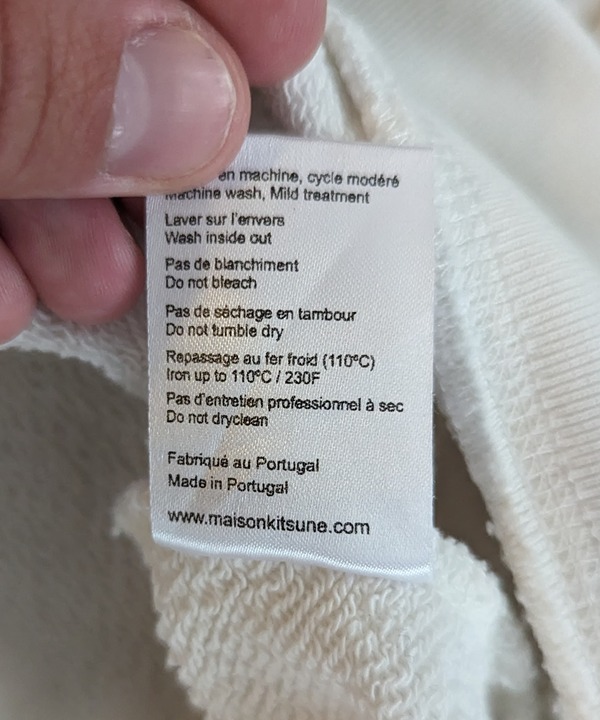 en machine, cycle modéré
Machine wash, Mild treatment
Laver sur l'envers
Wash inside out
Pas de blanchiment
Do not bleach
Pas de séchage en tambour
Do not tumble dry
Repassage au fer froid (110°C)
Iron up to 110°C / 230F
Pas d'entretien professionnel à sec
Do not dryclean
Fabriqué au Portugal
Made in Portugal
www.maisonkitsune.com